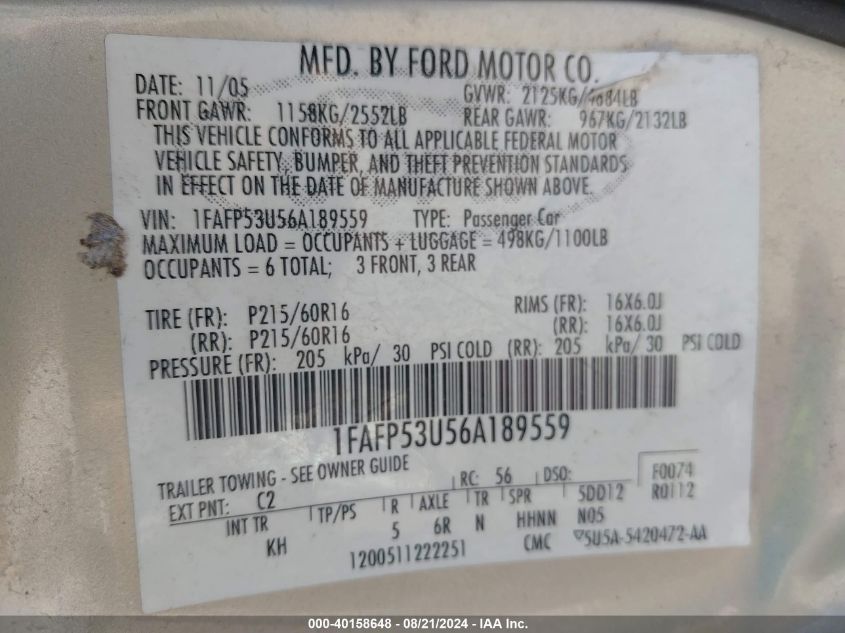 MFD. BY FORD MOTOR CO.
DATE: 11/05 GVWR: 2125KG/4684LB
FRONT GAWR: 1158KG/2552LB REAR GAWR: 967KG/2132LB
THIS VEHICLE CONFORMS TO ALL APPLICABLE FEDERAL MOTOR
VEHICLE SAFETY, BUMPER, AND THEFT PREVENTION STANDARDS
IN EFFECT ON THE DATE OF MANUFACTURE SHOWN ABOVE.
VIN: 1FAFP53U56A189559 TYPE: Passenger Car
MAXIMUM LOAD = OCCUPANTS + LUGGAGE = 498KG/1100LB
OCCUPANTS = 6 TOTAL; 3 FRONT, 3 REAR
TIRE (FR): P215/60R16 RIMS (FR): 16X6.0J
(RR): P215/60R16 (RR): 16X6.0J
PRESSURE (FR): 205 kPa/ 30 PSI COLD (RR): 205 kPa/ 30 PSI COLD
1FAFP53U56A189559
TRAILER TOWING - SEE OWNER GUIDE
EXT PNT: C2 RC: 56 DSO: F0074
R0112
INT TR TP/PS R AXLE TR SPR 5DD12
KH 5 6R N HHNN N05
1200511222251 CMC ▽5U5A-5420472-AA
000-40158648 - 08/21/2024 - IAA Inc.